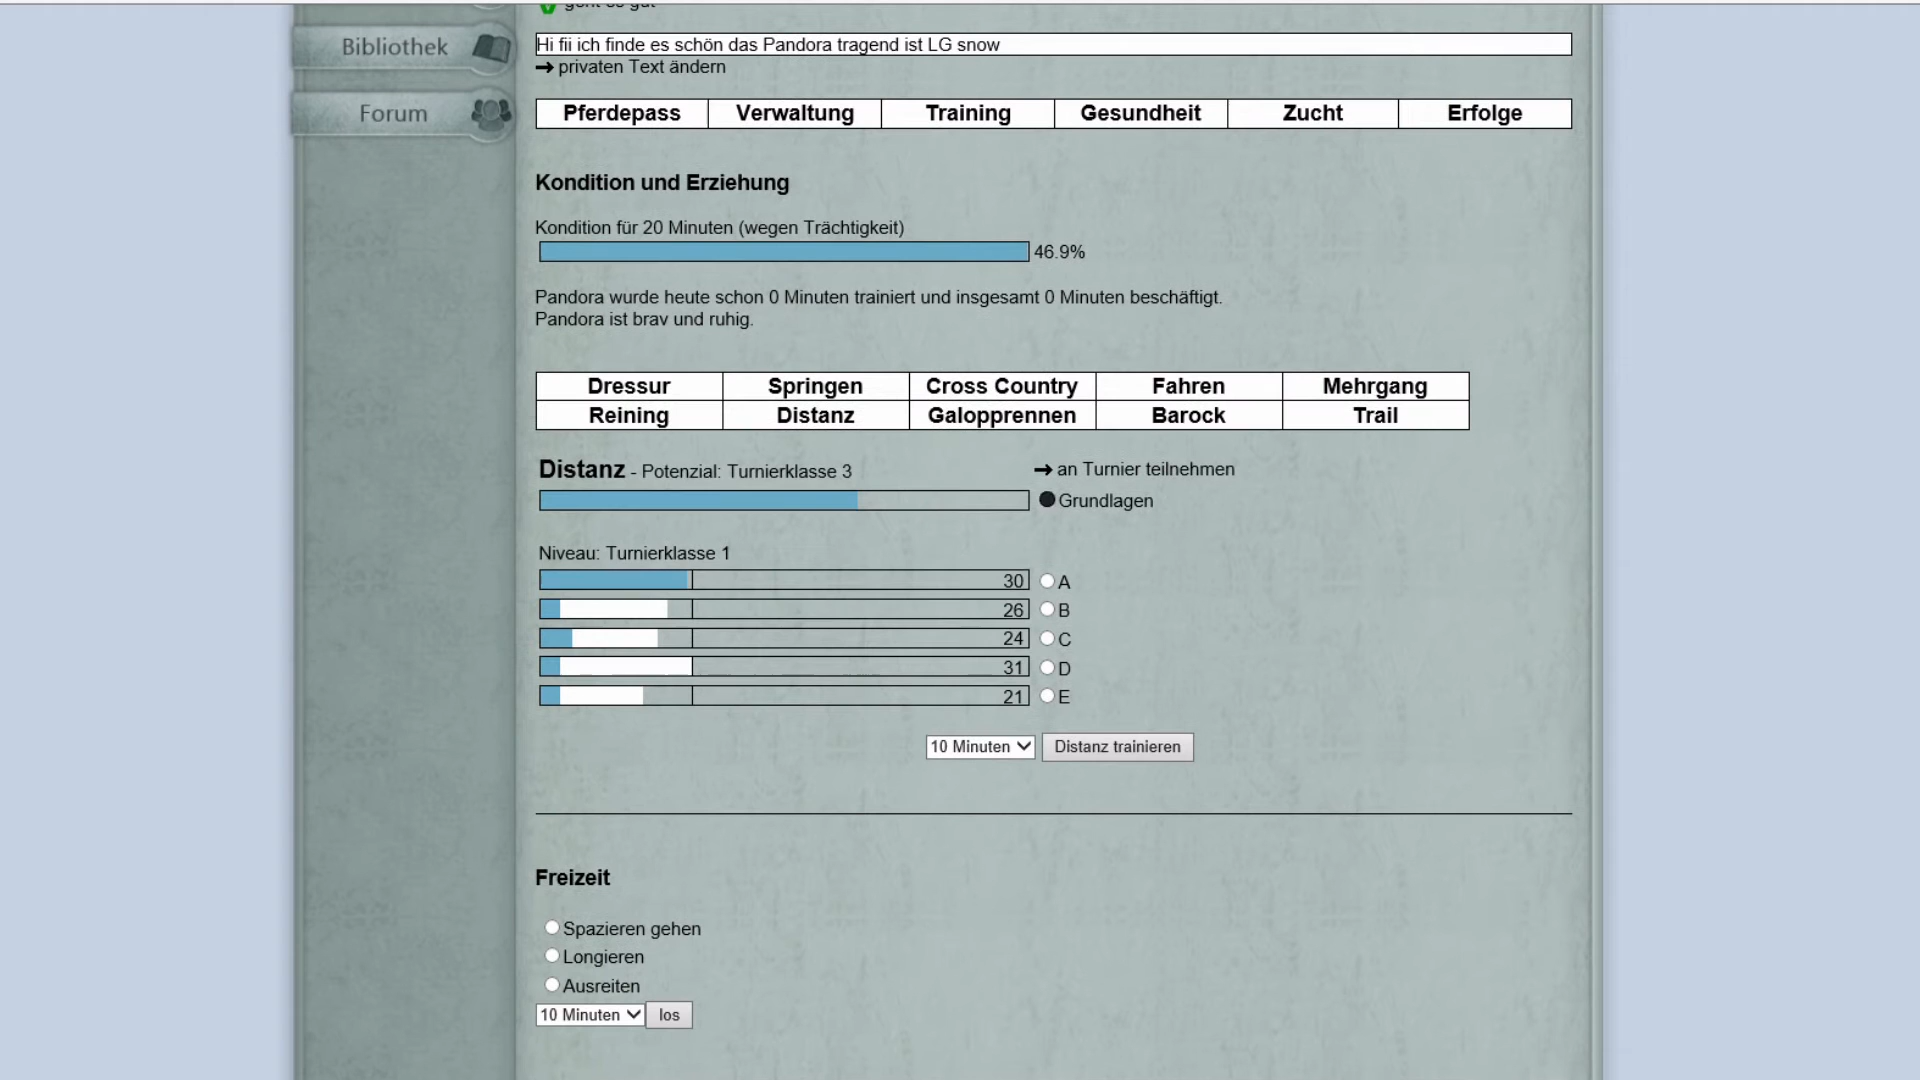 geht es gut
Bibliothek
Forum
Hi fii ich finde es schön das Pandora tragend ist LG snow
→ privaten Text ändern
Pferdepass Verwaltung Training Gesundheit Zucht Erfolge
Kondition und Erziehung
Kondition für 20 Minuten (wegen Trächtigkeit)
46.9%
Pandora wurde heute schon 0 Minuten trainiert und insgesamt 0 Minuten beschäftigt.
Pandora ist brav und ruhig.
Dressur Springen Cross Country Fahren Mehrgang
Reining Distanz Galopprennen Barock Trail
Distanz - Potenzial: Turnierklasse 3 → an Turnier teilnehmen
Grundlagen
Niveau: Turnierklasse 1
30 A
26 B
24 C
31 D
21 E
10 Minuten Distanz trainieren
Freizeit
Spazieren gehen
Longieren
Ausreiten
10 Minuten los